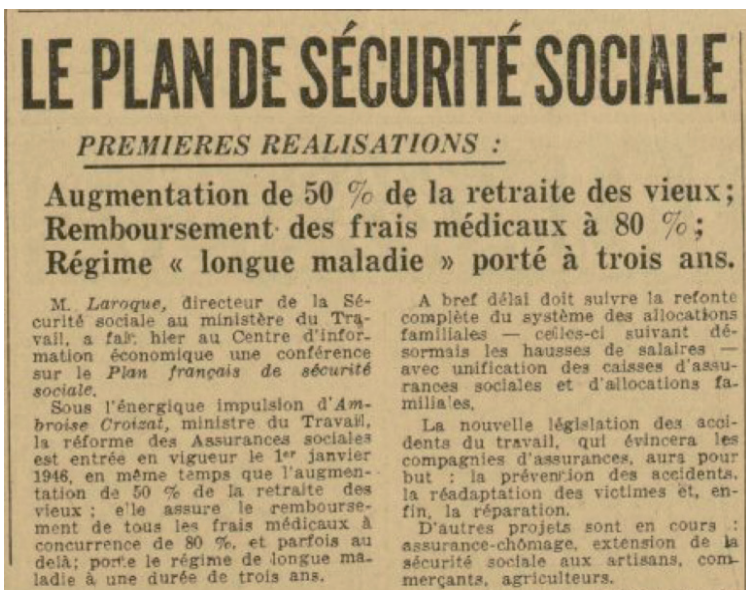 LE PLAN DE SÉCURITÉ SOCIALE
PREMIERES REALISATIONS :
Augmentation de 50 % de la retraite des vieux;
Remboursement des frais médicaux à 80 %;
Régime « longue maladie » porté à trois ans.
M. Laroque, directeur de la Sé-
curité sociale au ministère du Tra-
vail, a fait hier au Centre d'infor-
mation économique une conférence
sur le Plan français de sécurité
sociale.
Sous l'énergique impulsion d'Am-
broise Croizat, ministre du Travail,
la réforme des Assurances sociales
est entrée en vigueur le 1er janvier
1946, en même temps que l'augmen-
tation de 50 % de la retraite des
vieux ; elle assure le rembourse-
ment de tous les frais médicaux à
concurrence de 80 %, et parfois au
delà; porte le régime de longue ma-
ladie à une durée de trois ans.
A bref délai doit suivre la refonte
complète du système des allocations
familiales — celles-ci suivant dé-
sormais les hausses de salaires —
avec unification des caisses d'assu-
rances sociales et d'allocations fa-
miliales.
La nouvelle législation des acci-
dents du travail, qui évincera les
compagnies d'assurances, aura pour
but : la prévention des accidents,
la réadaptation des victimes et, en-
fin, la réparation.
D'autres projets sont en cours :
assurance-chômage, extension de la
sécurité sociale aux artisans, com-
merçants, agriculteurs.